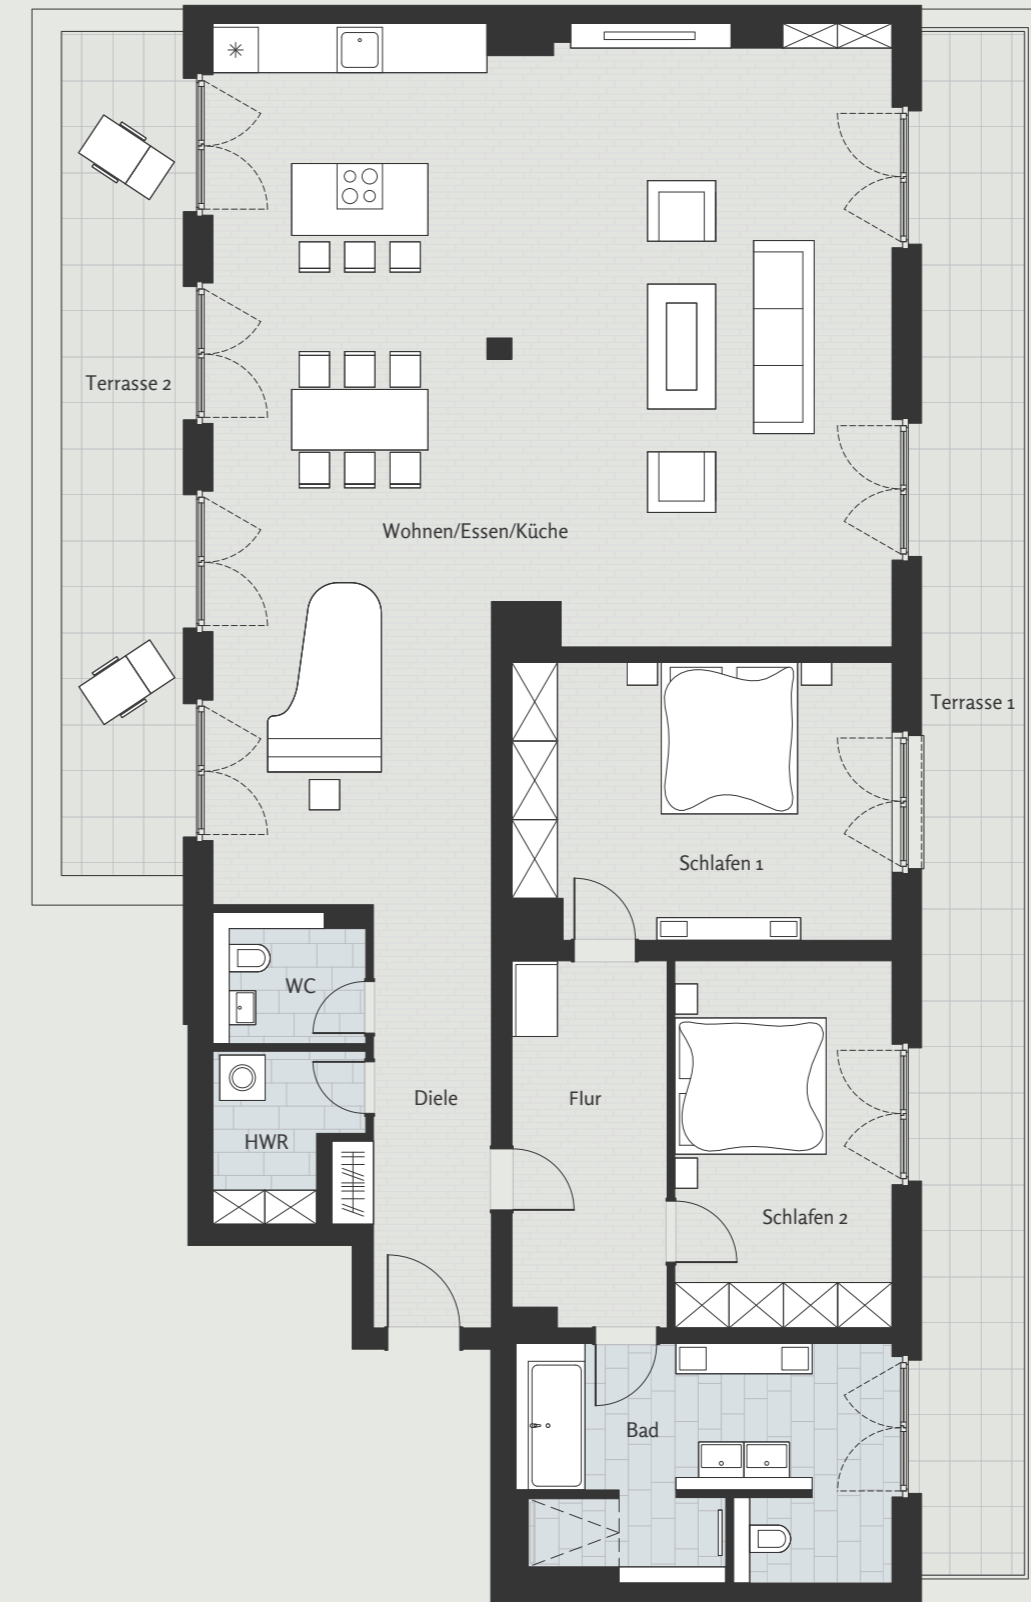 Terrasse 2
Wohnen/Essen/Küche
Terrasse 1
Schlafen 1
WC
Diele
Flur
HWR
Schlafen 2
Bad